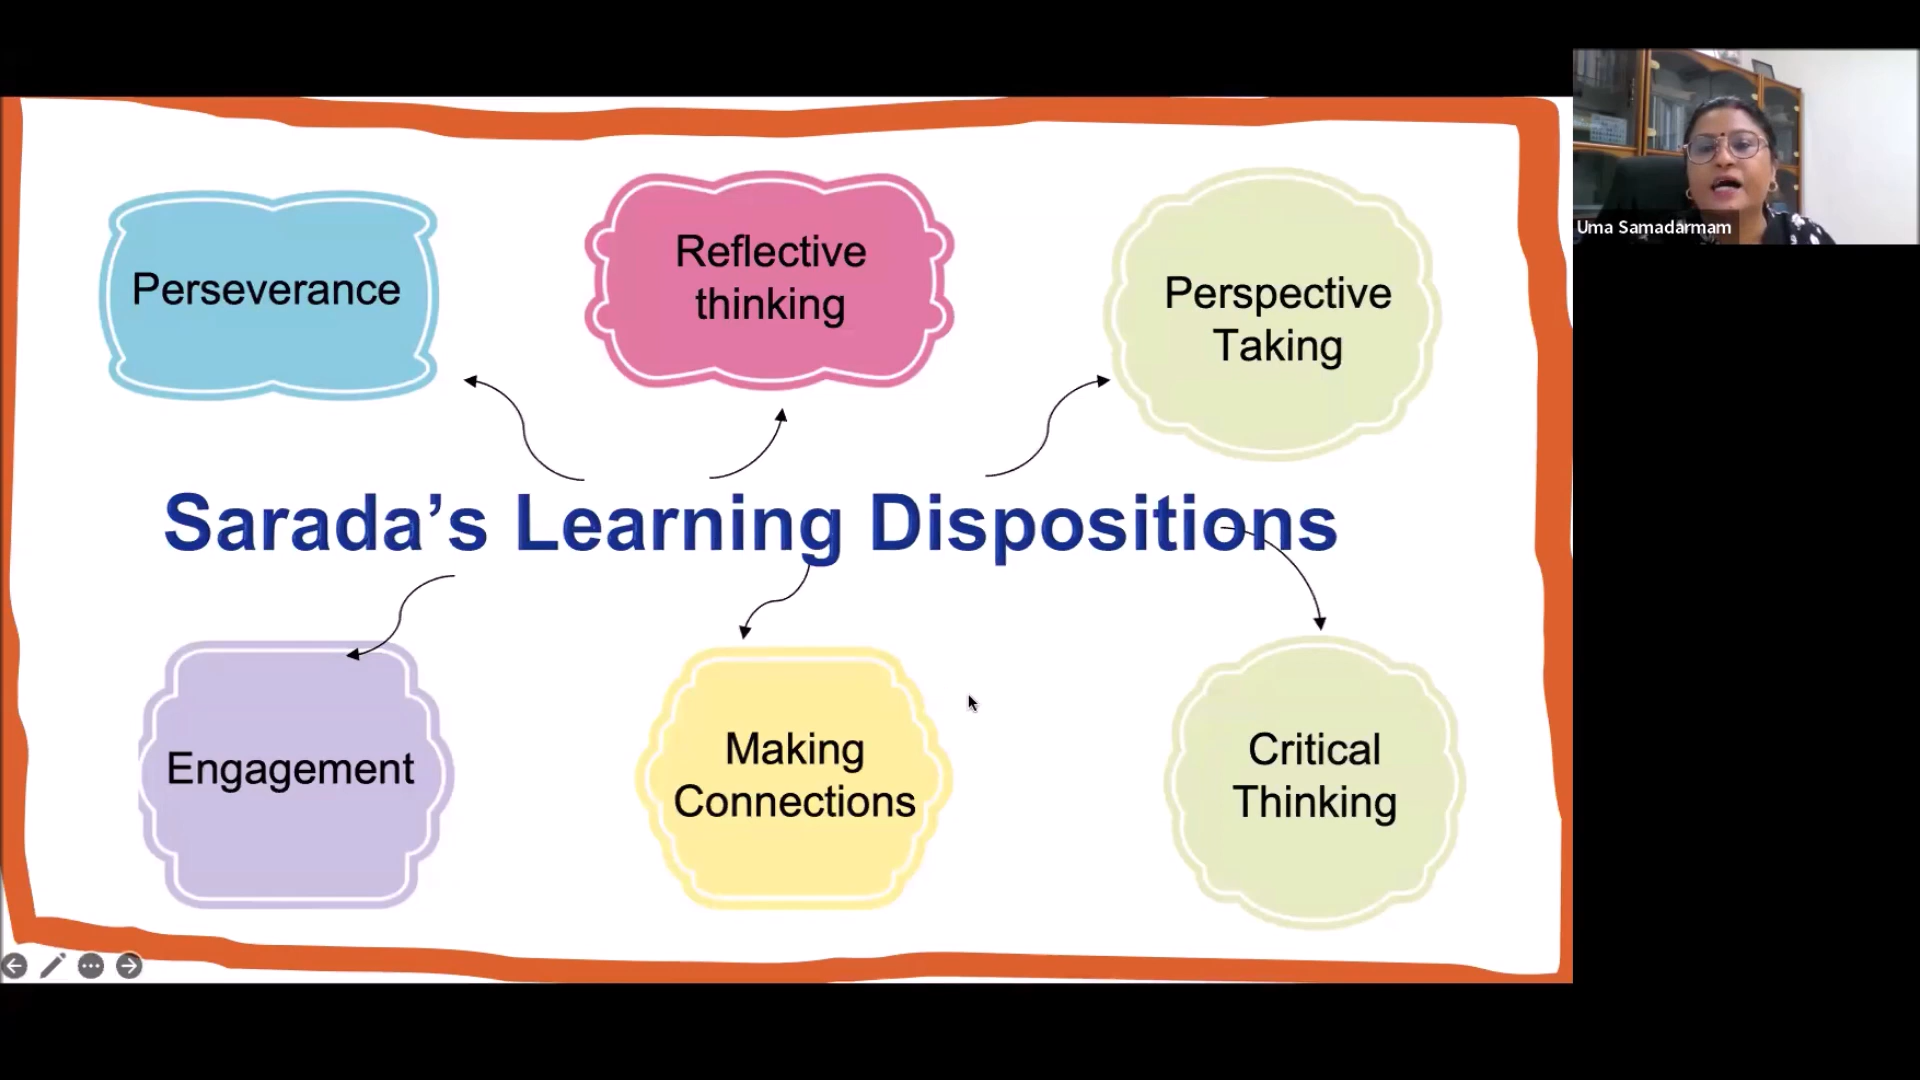 Perseverance
Reflective
thinking
Perspective
Taking
Sarada’s Learning Dispositions
Engagement
Making
Connections
Critical
Thinking
Uma Samadarmam